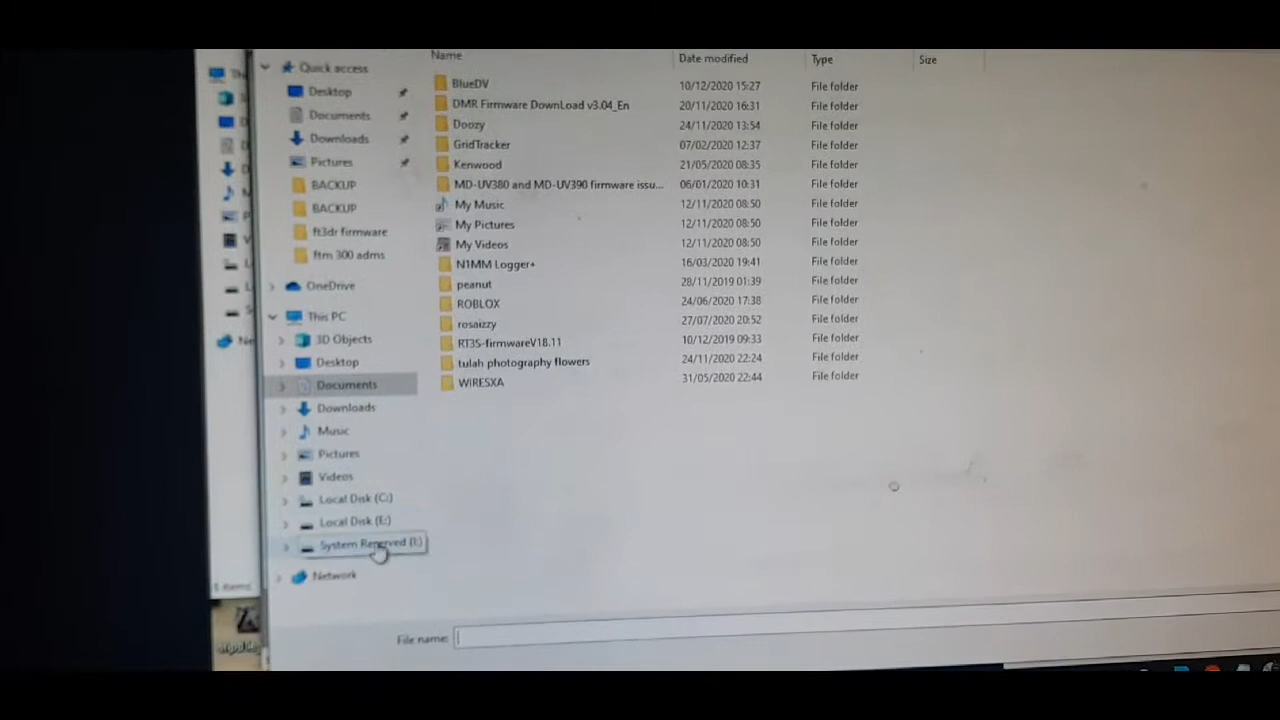 Name Date modified Type Size
Quick access
Desktop
Documents
Downloads
Pictures
BACKUP
BACKUP
ft3dr firmware
ftm 300 adms
OneDrive
This PC
3D Objects
Desktop
Documents
Downloads
Music
Pictures
Videos
Local Disk (C:)
Local Disk (E:)
System Reserved (I:)
Network
BlueDV 10/12/2020 15:27 File folder
DMR Firmware DownLoad v3.04_En 20/11/2020 16:31 File folder
Doozy 24/11/2020 13:54 File folder
GridTracker 07/02/2020 12:37 File folder
Kenwood 21/05/2020 08:35 File folder
MD-UV380 and MD-UV390 firmware issu... 06/01/2020 10:31 File folder
My Music 12/11/2020 08:50 File folder
My Pictures 12/11/2020 08:50 File folder
My Videos 12/11/2020 08:50 File folder
N1MM Logger+ 16/03/2020 19:41 File folder
peanut 28/11/2019 01:39 File folder
ROBLOX 24/06/2020 17:38 File folder
rosaizzy 27/07/2020 20:52 File folder
RT3S-firmwareV18.11 10/12/2019 09:33 File folder
tulah photography flowers 24/11/2020 22:24 File folder
WIRESXA 31/05/2020 22:44 File folder
File name: